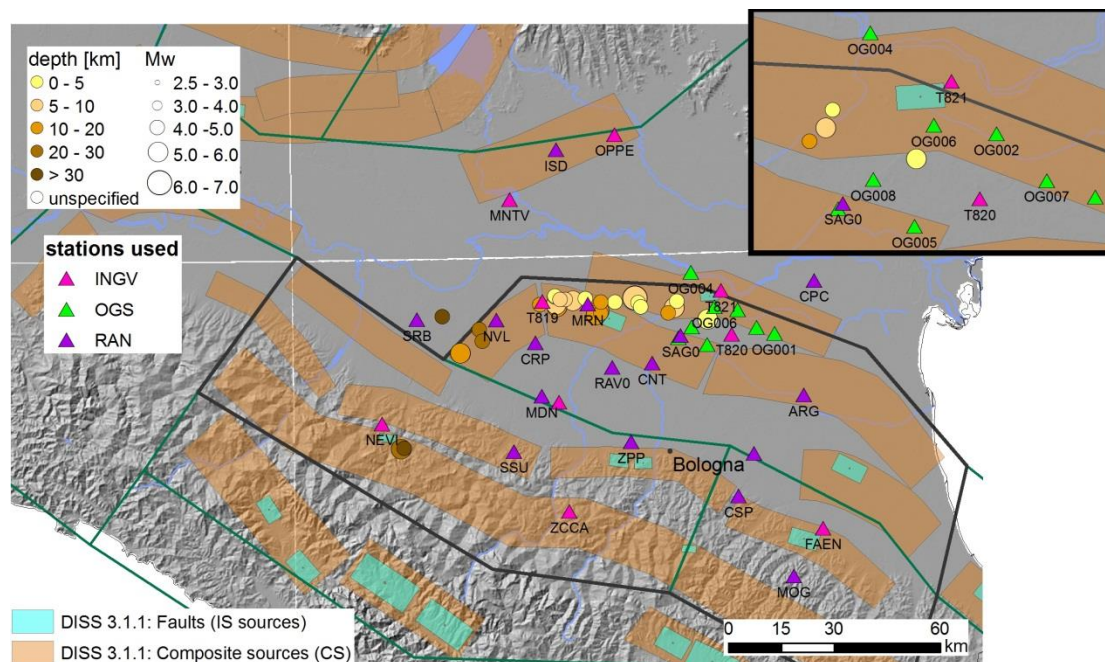 depth [km]
Mw
0 - 5
2.5 - 3.0
5 - 10
3.0 - 4.0
10 - 20
4.0 -5.0
20 - 30
5.0 - 6.0
> 30
6.0 - 7.0
unspecified
stations used
INGV
OGS
RAN
OG004
T821
OG006
OG002
OG008
OG007
SAG0
T820
OG005
OPPE
ISD
MNTV
OG004
CPC
T819
MRN
T821
SRB
NVL
OG006
CRP
SAG0
T820
OG001
RAV0
CNT
MDN
ARG
NEVI
SSU
ZPP
Bologna
CSP
ZCCA
FAEN
MOG
DISS 3.1.1: Faults (IS sources)
DISS 3.1.1: Composite sources (CS)
0 15 30 60
km